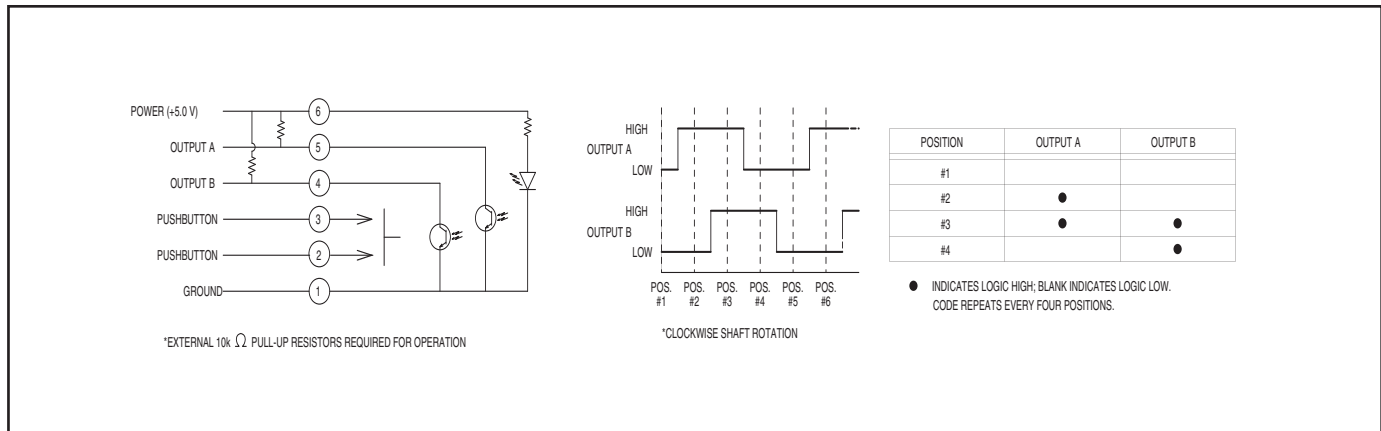 POWER (+5.0 V)
6
OUTPUT A
5
OUTPUT B
4
PUSHBUTTON
3
PUSHBUTTON
2
GROUND
1
*EXTERNAL 10k Ω PULL-UP RESISTORS REQUIRED FOR OPERATION
HIGH
OUTPUT A
LOW
HIGH
OUTPUT B
LOW
POS. POS. POS. POS. POS. POS.
#1 #2 #3 #4 #5 #6
*CLOCKWISE SHAFT ROTATION
POSITION OUTPUT A OUTPUT B
#1
#2 ●
#3 ● ●
#4 ●
● INDICATES LOGIC HIGH; BLANK INDICATES LOGIC LOW.
CODE REPEATS EVERY FOUR POSITIONS.